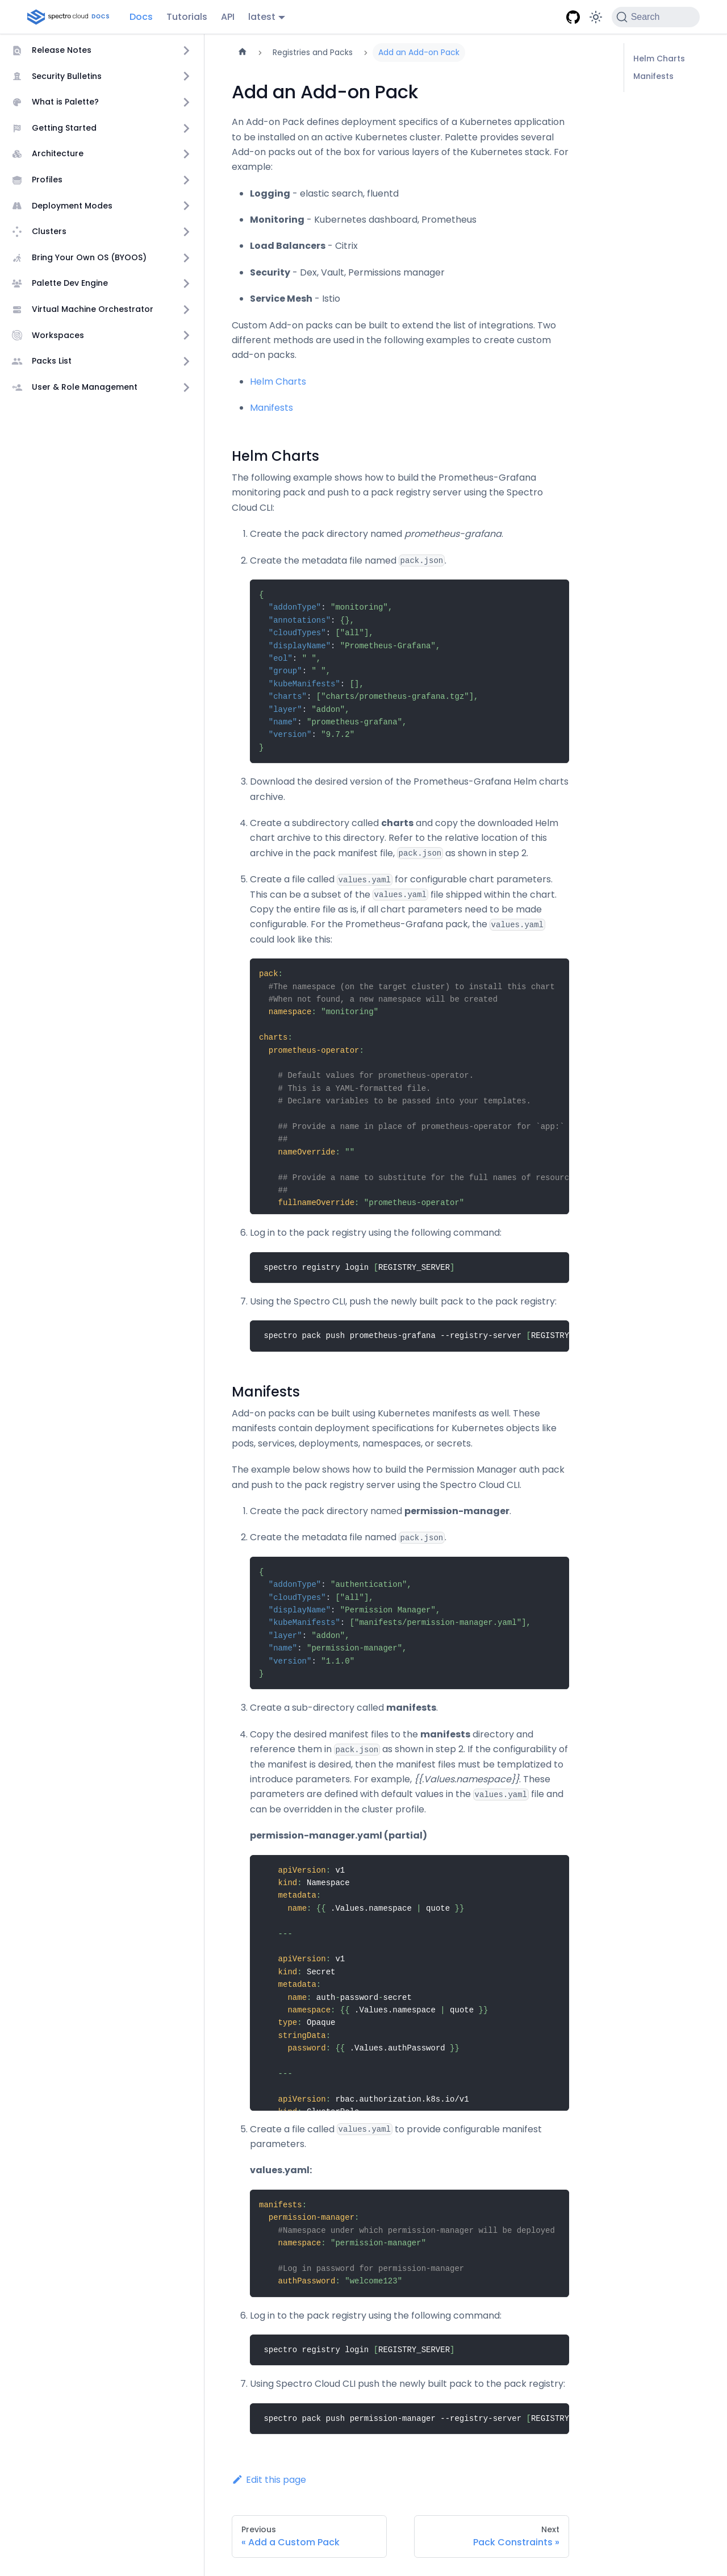 spectro cloud DOCS
Docs
Tutorials
API
latest
Search
Release Notes
Security Bulletins
What is Palette?
Getting Started
Architecture
Profiles
Deployment Modes
Clusters
Bring Your Own OS (BYOOS)
Palette Dev Engine
Virtual Machine Orchestrator
Workspaces
Packs List
User & Role Management
Registries and Packs
Add an Add-on Pack
Helm Charts
Manifests
Add an Add-on Pack
An Add-on Pack defines deployment specifics of a Kubernetes application
to be installed on an active Kubernetes cluster. Palette provides several
Add-on packs out of the box for various layers of the Kubernetes stack. For
example:
Logging - elastic search, fluentd
Monitoring - Kubernetes dashboard, Prometheus
Load Balancers - Citrix
Security - Dex, Vault, Permissions manager
Service Mesh - Istio
Custom Add-on packs can be built to extend the list of integrations. Two
different methods are used in the following examples to create custom
add-on packs.
Helm Charts
Manifests
Helm Charts
The following example shows how to build the Prometheus-Grafana
monitoring pack and push to a pack registry server using the Spectro
Cloud CLI:
1. Create the pack directory named prometheus-grafana.
2. Create the metadata file named pack.json.
{
"addonType": "monitoring",
"annotations": {},
"cloudTypes": ["all"],
"displayName": "Prometheus-Grafana",
"eol": " ",
"group": " ",
"kubeManifests": [],
"charts": ["charts/prometheus-grafana.tgz"],
"layer": "addon",
"name": "prometheus-grafana",
"version": "9.7.2"
}
3. Download the desired version of the Prometheus-Grafana Helm charts
archive.
4. Create a subdirectory called charts and copy the downloaded Helm
chart archive to this directory. Refer to the relative location of this
archive in the pack manifest file, pack.json as shown in step 2.
5. Create a file called values.yaml for configurable chart parameters.
This can be a subset of the values.yaml file shipped within the chart.
Copy the entire file as is, if all chart parameters need to be made
configurable. For the Prometheus-Grafana pack, the values.yaml
could look like this:
pack:
#The namespace (on the target cluster) to install this chart
#When not found, a new namespace will be created
namespace: "monitoring"
charts:
prometheus-operator:
# Default values for prometheus-operator.
# This is a YAML-formatted file.
# Declare variables to be passed into your templates.
## Provide a name in place of prometheus-operator for `app:`
##
nameOverride: ""
## Provide a name to substitute for the full names of resourc
##
fullnameOverride: "prometheus-operator"
6. Log in to the pack registry using the following command:
spectro registry login [REGISTRY_SERVER]
7. Using the Spectro CLI, push the newly built pack to the pack registry:
spectro pack push prometheus-grafana --registry-server [REGISTRY
Manifests
Add-on packs can be built using Kubernetes manifests as well. These
manifests contain deployment specifications for Kubernetes objects like
pods, services, deployments, namespaces, or secrets.
The example below shows how to build the Permission Manager auth pack
and push to the pack registry server using the Spectro Cloud CLI.
1. Create the pack directory named permission-manager.
2. Create the metadata file named pack.json.
{
"addonType": "authentication",
"cloudTypes": ["all"],
"displayName": "Permission Manager",
"kubeManifests": ["manifests/permission-manager.yaml"],
"layer": "addon",
"name": "permission-manager",
"version": "1.1.0"
}
3. Create a sub-directory called manifests.
4. Copy the desired manifest files to the manifests directory and
reference them in pack.json as shown in step 2. If the configurability of
the manifest is desired, then the manifest files must be templatized to
introduce parameters. For example, {{.Values.namespace}}. These
parameters are defined with default values in the values.yaml file and
can be overridden in the cluster profile.
permission-manager.yaml (partial)
apiVersion: v1
kind: Namespace
metadata:
name: {{ .Values.namespace | quote }}
---
apiVersion: v1
kind: Secret
metadata:
name: auth-password-secret
namespace: {{ .Values.namespace | quote }}
type: Opaque
stringData:
password: {{ .Values.authPassword }}
---
apiVersion: rbac.authorization.k8s.io/v1
kind: ClusterRole
5. Create a file called values.yaml to provide configurable manifest
parameters.
values.yaml:
manifests:
permission-manager:
#Namespace under which permission-manager will be deployed
namespace: "permission-manager"
#Log in password for permission-manager
authPassword: "welcome123"
6. Log in to the pack registry using the following command:
spectro registry login [REGISTRY_SERVER]
7. Using Spectro Cloud CLI push the newly built pack to the pack registry:
spectro pack push permission-manager --registry-server [REGISTRY
Edit this page
Previous
« Add a Custom Pack
Next
Pack Constraints »